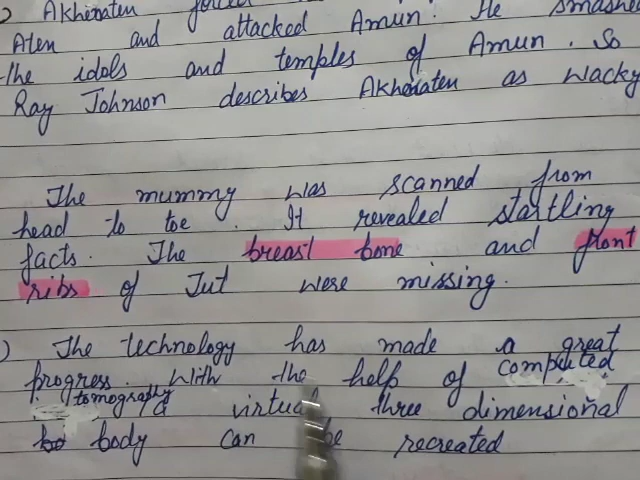 ) Akhenaten forced
Aten and attacked Amun. He smashed
the idols and temples of Amun. So
Ray Johnson describes Akhenaten as wacky
The mummy was scanned from
head to toe. It revealed startling
facts. The breast bone and front
ribs of Tut were missing.
) The technology has made a great
progress. With the help of computed
tomography virtual three dimensional
body can be recreated